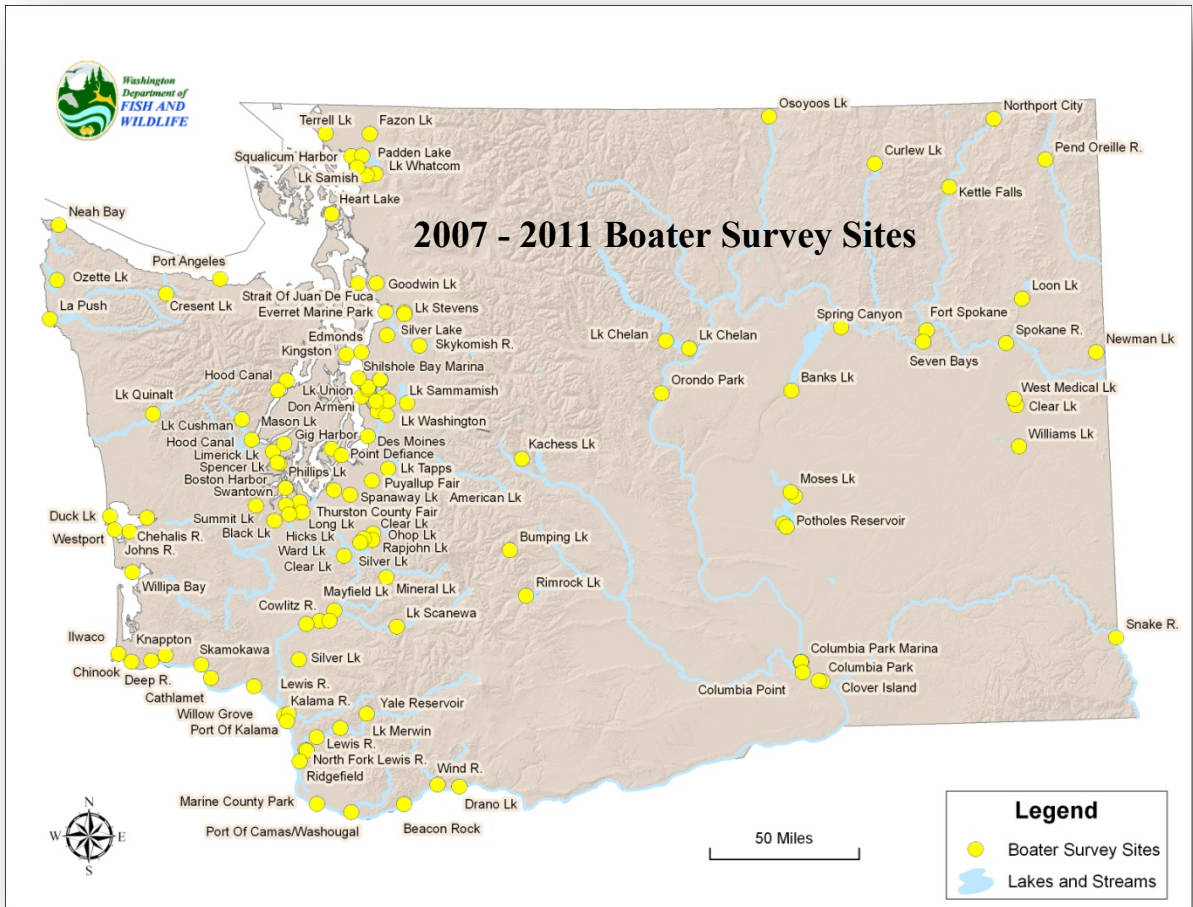 Washington
Department of
FISH AND
WILDLIFE
2007 - 2011 Boater Survey Sites
Terrell Lk
Fazon Lk
Squalicum Harbor
Padden Lake
Lk Whatcom
Lk Samish
Heart Lake
Osoyoos Lk
Northport City
Curlew Lk
Pend Oreille R.
Kettle Falls
Neah Bay
Port Angeles
Ozette Lk
Cresent Lk
La Push
Goodwin Lk
Strait Of Juan De Fuca
Everret Marine Park
Lk Stevens
Silver Lake
Edmonds
Skykomish R.
Kingston
Loon Lk
Spring Canyon
Fort Spokane
Spokane R.
Newman Lk
Seven Bays
Lk Chelan
Lk Chelan
Shilshole Bay Marina
Hood Canal
Lk Union
Lk Sammamish
Orondo Park
Banks Lk
West Medical Lk
Clear Lk
Lk Quinalt
Don Armeni
Lk Washington
Lk Cushman
Mason Lk
Hood Canal
Gig Harbor
Des Moines
Limerick Lk
Point Defiance
Kachess Lk
Williams Lk
Spencer Lk
Phillips Lk
Lk Tapps
Boston Harbor
Puyallup Fair
Swantown
Spanaway Lk
American Lk
Moses Lk
Duck Lk
Summit Lk
Thurston County Fair
Potholes Reservoir
Westport
Chehalis R.
Black Lk
Long Lk
Clear Lk
Johns R.
Hicks Lk
Ohop Lk
Ward Lk
Rapjohn Lk
Bumping Lk
Clear Lk
Silver Lk
Willipa Bay
Mayfield Lk
Mineral Lk
Rimrock Lk
Cowlitz R.
Lk Scanewa
Snake R.
Ilwaco
Knappton
Skamokawa
Silver Lk
Columbia Park Marina
Chinook
Columbia Park
Deep R.
Clover Island
Columbia Point
Cathlamet
Lewis R.
Willow Grove
Kalama R.
Yale Reservoir
Port Of Kalama
Lk Merwin
Lewis R.
North Fork Lewis R.
Ridgefield
Wind R.
Marine County Park
Drano Lk
Port Of Camas/Washougal
Beacon Rock
N
W
E
S
50 Miles
Legend
Boater Survey Sites
Lakes and Streams